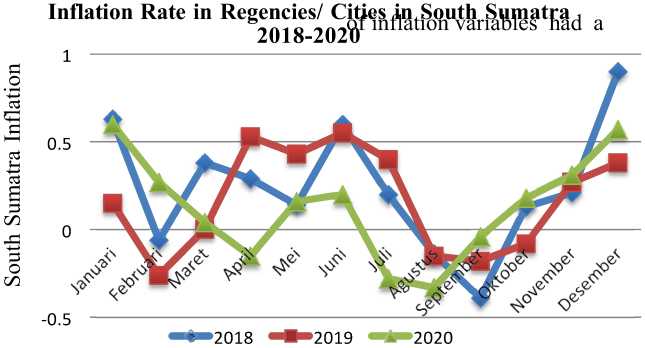 Inflation Rate in Regencies/ Cities in South Sumatra
of inflation variables had a
2018-2020
South Sumatra Inflation
1
0.5
0
-0.5
Januari
Februari
Maret
April
Mei
Juni
Juli
Agustus
September
Oktober
November
Desember
2018
2019
2020